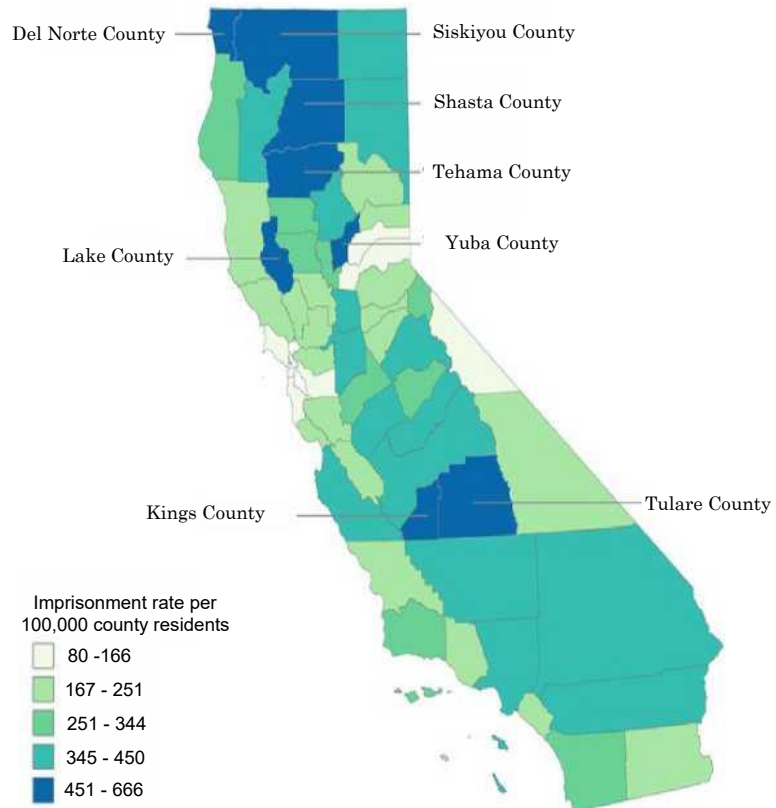 Del Norte County
Siskiyou County
Shasta County
Tehama County
Yuba County
Lake County
Tulare County
Kings County
Imprisonment rate per
100,000 county residents
80 -166
167 - 251
251 - 344
345 - 450
451 - 666